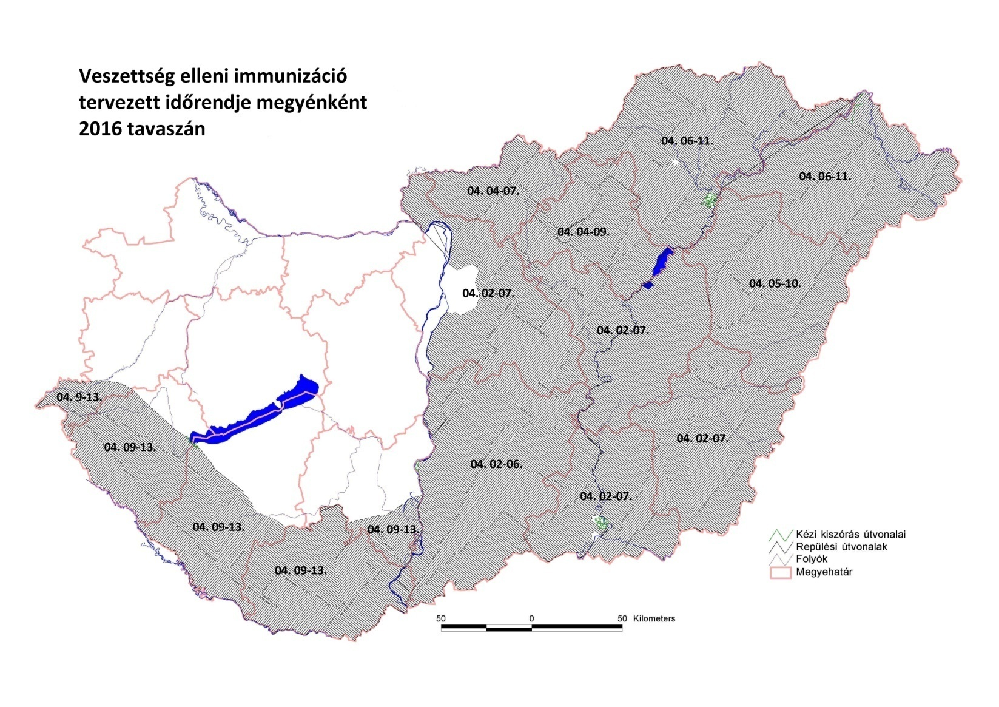 Veszettség elleni immunizáció
tervezett időrendje megyénként
2016 tavaszán
04. 06-11.
04. 06-11.
04. 04-07.
04. 04-09.
04. 05-10.
04. 02-07.
04. 02-07.
04. 9-13.
04. 09-13.
04. 02-07.
04. 02-06.
04. 02-07.
04. 09-13.
04. 09-13.
04. 09-13.
Kézi kiszórás útvonalai
Repülési útvonalak
Folyók
Megyehatár
50 0 50 Kilometers